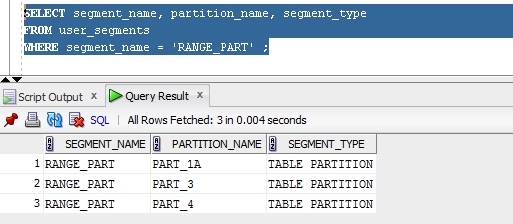 SELECT segment_name, partition_name, segment_type
FROM user_segments
WHERE segment_name = 'RANGE_PART' ;
Script Output x Query Result x
SQL | All Rows Fetched: 3 in 0.004 seconds
SEGMENT_NAME PARTITION_NAME SEGMENT_TYPE
1 RANGE_PART PART_1A TABLE PARTITION
2 RANGE_PART PART_3 TABLE PARTITION
3 RANGE_PART PART_4 TABLE PARTITION